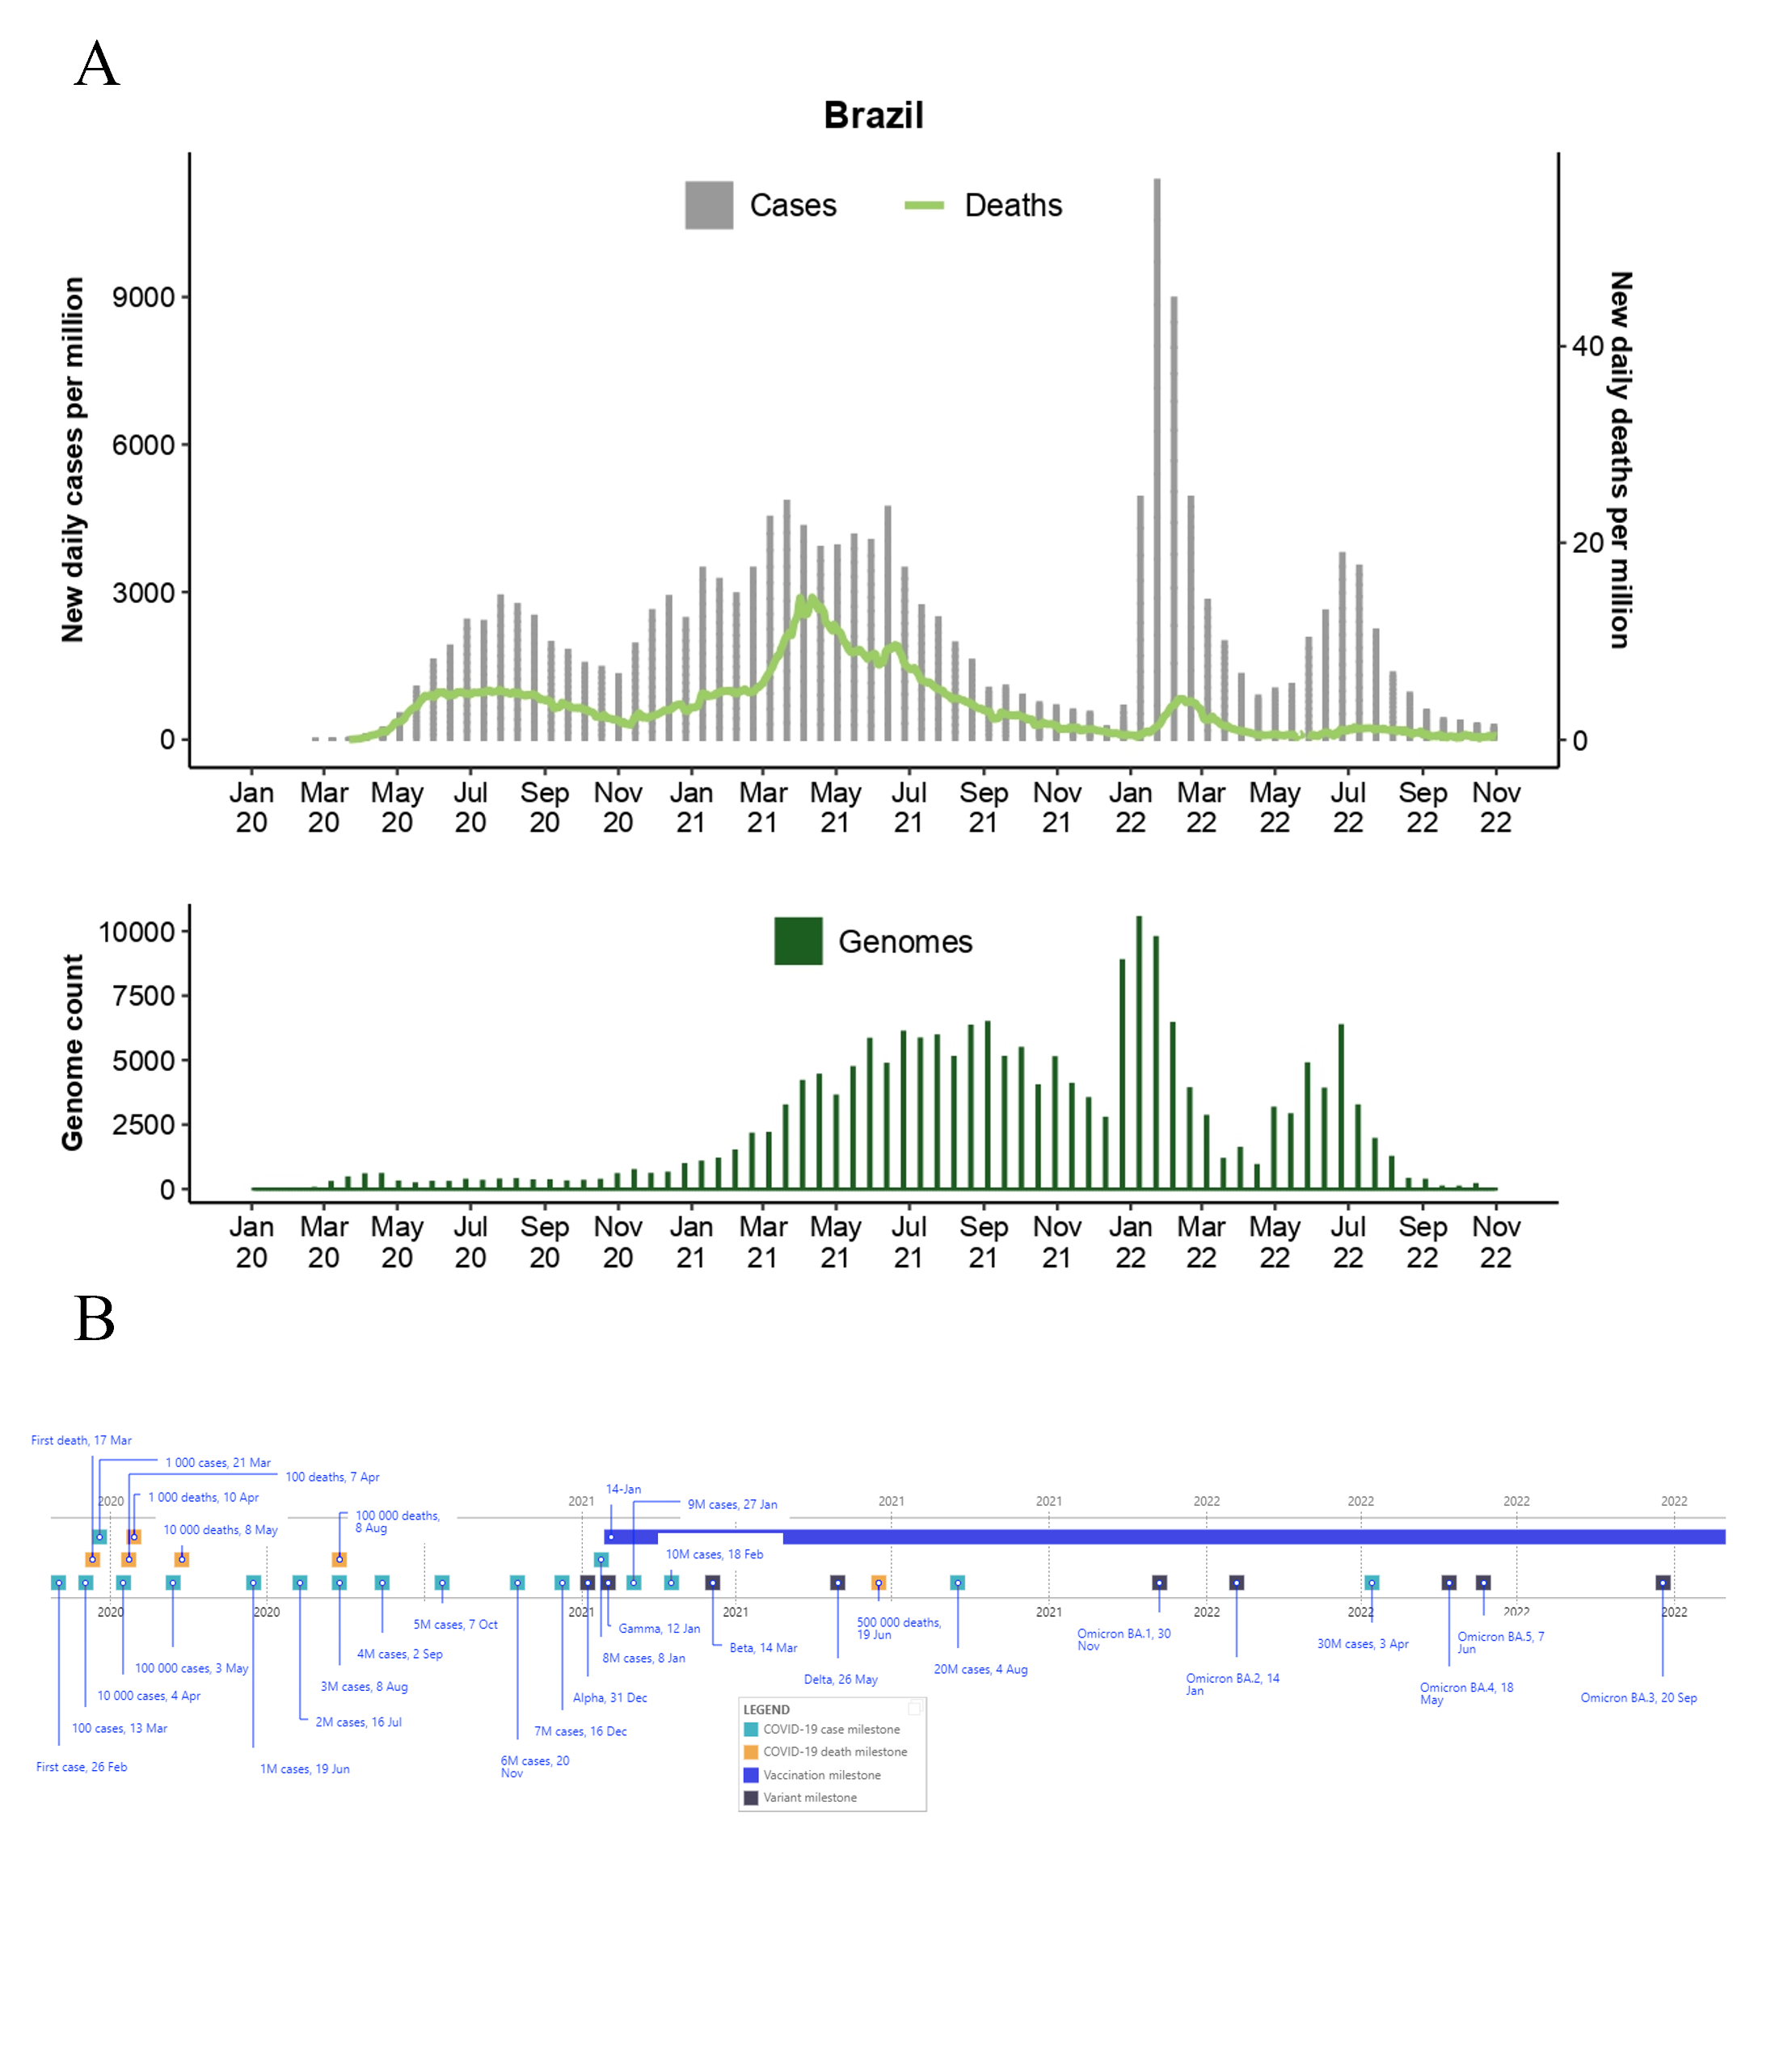 A
Brazil
Cases
Deaths
New daily cases per million
9000
6000
3000
0
New daily deaths per million
40
20
0
Jan Mar May Jul Sep Nov Jan Mar May Jul Sep Nov Jan Mar May Jul Sep Nov
20 20 20 20 20 20 21 21 21 21 21 21 22 22 22 22 22 22
Genomes
Genome count
10000
7500
5000
2500
0
Jan Mar May Jul Sep Nov Jan Mar May Jul Sep Nov Jan Mar May Jul Sep Nov
20 20 20 20 20 20 21 21 21 21 21 21 22 22 22 22 22 22
B
First death, 17 Mar
1 000 cases, 21 Mar
100 deaths, 7 Apr
1 000 deaths, 10 Apr
10 000 deaths, 8 May
100 000 deaths,
8 Aug
14-Jan
9M cases, 27 Jan
10M cases, 18 Feb
2020 2021 2021 2021 2022 2022 2022 2022
2020 2020 2021 2021 2021 2022 2022 2022 2022
First case, 26 Feb
100 cases, 13 Mar
10 000 cases, 4 Apr
100 000 cases, 3 May
1M cases, 19 Jun
2M cases, 16 Jul
3M cases, 8 Aug
4M cases, 2 Sep
5M cases, 7 Oct
6M cases, 20
Nov
7M cases, 16 Dec
Alpha, 31 Dec
8M cases, 8 Jan
Gamma, 12 Jan
Beta, 14 Mar
Delta, 26 May
500 000 deaths,
19 Jun
20M cases, 4 Aug
Omicron BA.1, 30
Nov
Omicron BA.2, 14
Jan
30M cases, 3 Apr
Omicron BA.4, 18
May
Omicron BA.5, 7
Jun
Omicron BA.3, 20 Sep
LEGEND
COVID-19 case milestone
COVID-19 death milestone
Vaccination milestone
Variant milestone